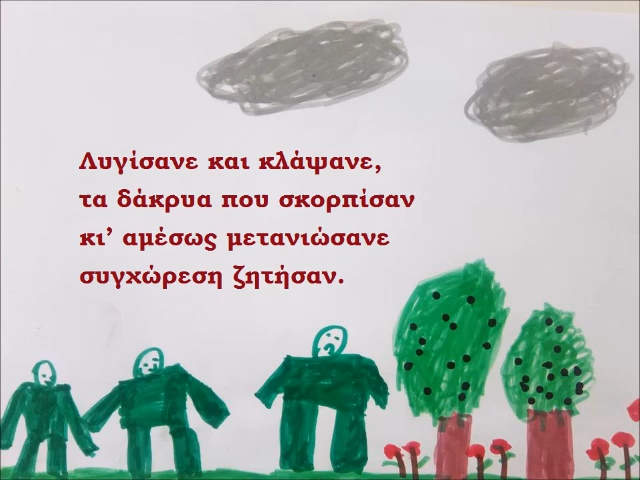 Λυγίσανε και κλάψανε,
τα δάκρυα που σκορπίσαν
κι’ αμέσως μετανιώσανε
συγχώρεση ζητήσαν.